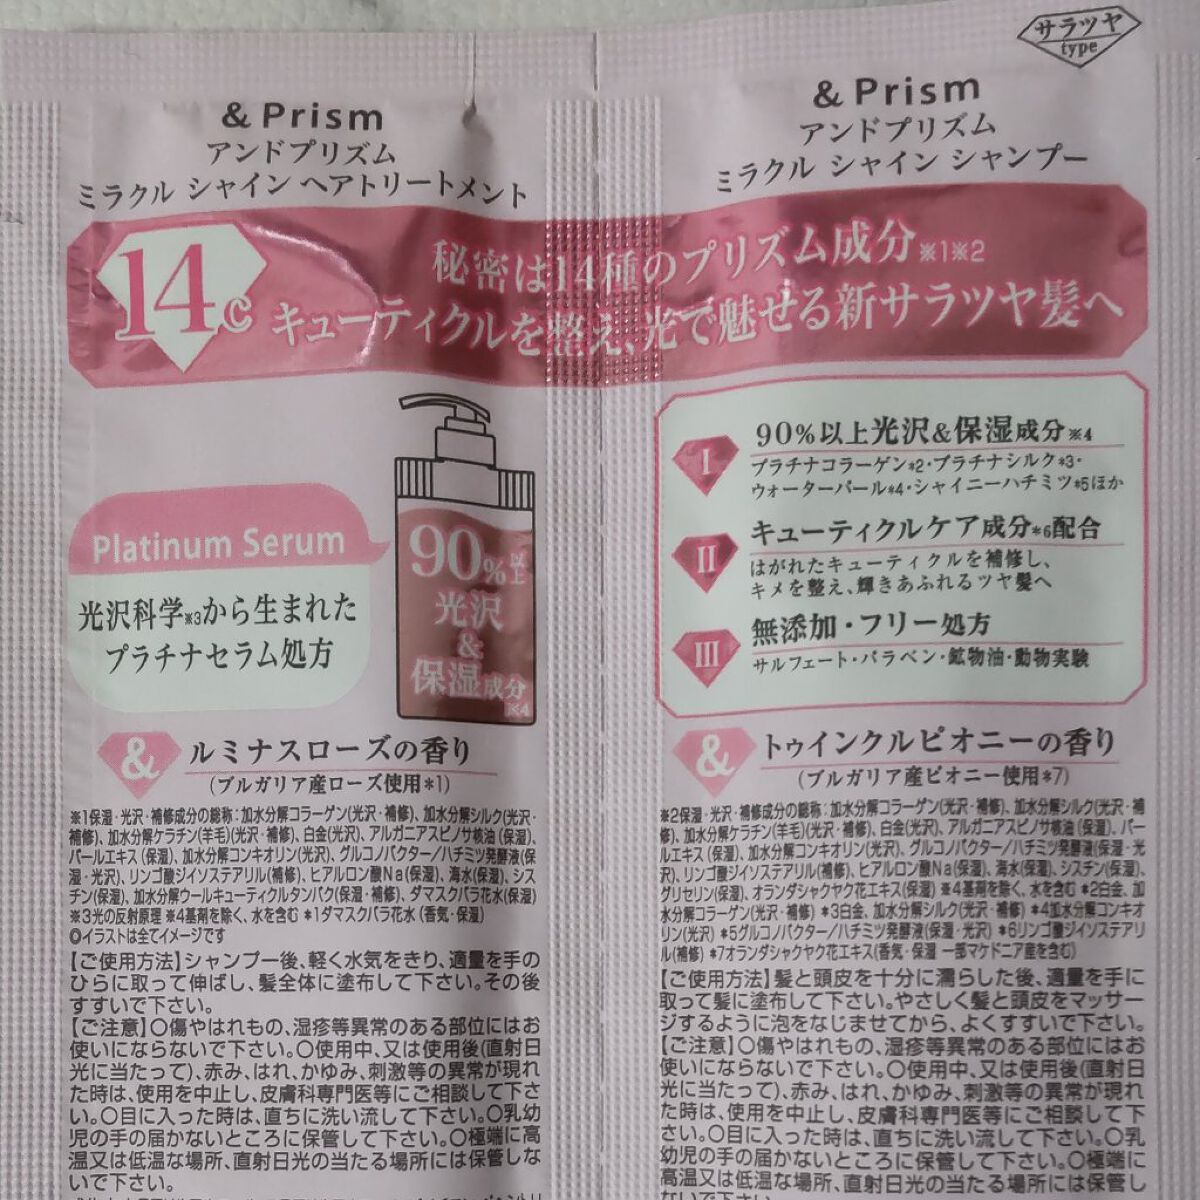 サラツヤ
type
& Prism
アンドプリズム
ミラクル シャイン ヘアトリートメント
& Prism
アンドプリズム
ミラクル シャイン シャンプー
14c
秘密は14種のプリズム成分※1※2
キューティクルを整え、光で魅せる新サラツヤ髪へ
Platinum Serum
光沢科学※3から生まれた
プラチナセラム処方
90%以上
光沢
&
保湿成分
※4
I
90%以上光沢&保湿成分※4
プラチナコラーゲン*2・プラチナシルク*3・
ウォーターパール*4・シャイニーハチミツ*5ほか
II
キューティクルケア成分*6配合
はがれたキューティクルを補修し、
キメを整え、輝きあふれるツヤ髪へ
III
無添加・フリー処方
サルフェート・パラベン・鉱物油・動物実験
& ルミナスローズの香り
(ブルガリア産ローズ使用*1)
※1保湿・光沢・補修成分の総称:加水分解コラーゲン(光沢・補修)、加水分解シルク(光沢・
補修)、加水分解ケラチン(羊毛)(光沢・補修)、白金(光沢)、アルガニアスピノサ核油(保湿)、
パールエキス(保湿)、加水分解コンキオリン(光沢)、グルコノバクター/ハチミツ発酵液(保
湿・光沢)、リンゴ酸ジイソステアリル(補修)、ヒアルロン酸Na(保湿)、海水(保湿)、シス
チン(保湿)、加水分解ウールキューティクルタンパク(保湿・補修)、ダマスクバラ花水(保湿)
※3光の反射原理 ※4基剤を除く、水を含む *1ダマスクバラ花水(香気・保湿)
◎イラストは全てイメージです
【ご使用方法】シャンプー後、軽く水気をきり、適量を手の
ひらに取って伸ばし、髪全体に塗布して下さい。その後
すすいで下さい。
【ご注意】○傷やはれもの、湿疹等異常のある部位にはお
使いにならないで下さい。○使用中、又は使用後(直射日
光に当たって)、赤み、はれ、かゆみ、刺激等の異常が現れ
た時は、使用を中止し、皮膚科専門医等にご相談して下さ
い。○目に入った時は、直ちに洗い流して下さい。○乳幼
児の手の届かないところに保管して下さい。○極端に高
温又は低温な場所、直射日光の当たる場所には保管しな
いで下さい。
& トゥインクルピオニーの香り
(ブルガリア産ピオニー使用*7)
※2保湿・光沢・補修成分の総称:加水分解コラーゲン(光沢・補修)、加水分解シルク(光沢・補
修)、加水分解ケラチン(羊毛)(光沢・補修)、白金(光沢)、アルガニアスピノサ核油(保湿)、パー
ルエキス(保湿)、加水分解コンキオリン(光沢)、グルコノバクター/ハチミツ発酵液(保湿・光
沢)、リンゴ酸ジイソステアリル(補修)、ヒアルロン酸Na(保湿)、海水(保湿)、シスチン(保湿)、
グリセリン(保湿)、オランダシャクヤク花エキス(保湿) ※4基剤を除く、水を含む *2白金、加
水分解コラーゲン(光沢・補修) *3白金、加水分解シルク(光沢・補修) *4加水分解コンキオ
リン(光沢) *5グルコノバクター/ハチミツ発酵液(保湿・光沢) *6リンゴ酸ジイソステアリ
ル(補修) *7オランダシャクヤク花エキス(香気・保湿 一部マケドニア産を含む)
【ご使用方法】髪と頭皮を十分に濡らした後、適量を手に
取って髪に塗布して下さい。やさしく髪と頭皮をマッサー
ジするように泡をなじませてから、よくすすいで下さい。
【ご注意】○傷やはれもの、湿疹等異常のある部位にはお
使いにならないで下さい。○使用中、又は使用後(直射日
光に当たって)、赤み、はれ、かゆみ、刺激等の異常が現れ
た時は、使用を中止し、皮膚科専門医等にご相談して下
さい。○目に入った時は、直ちに洗い流して下さい。○乳
幼児の手の届かないところに保管して下さい。○極端に
高温又は低温な場所、直射日光の当たる場所には保管し
ないで下さい。